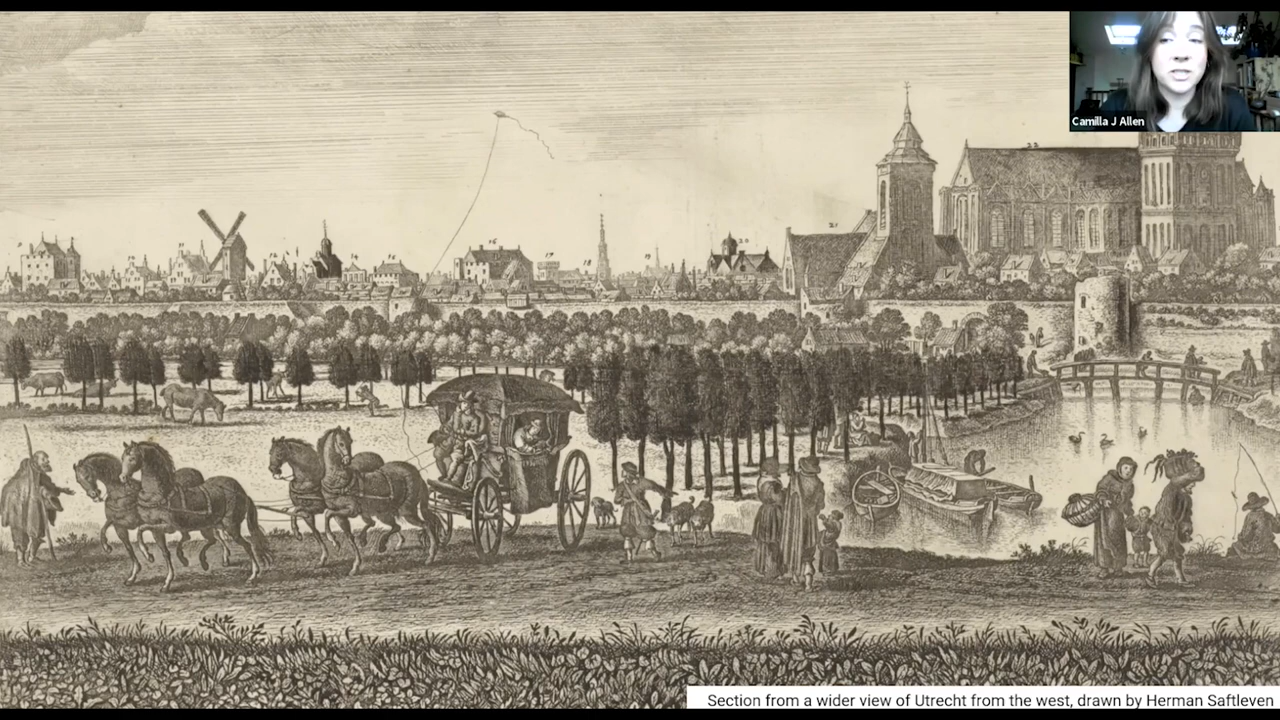 Camilla J Allen
Section from a wider view of Utrecht from the west, drawn by Herman Saftleven